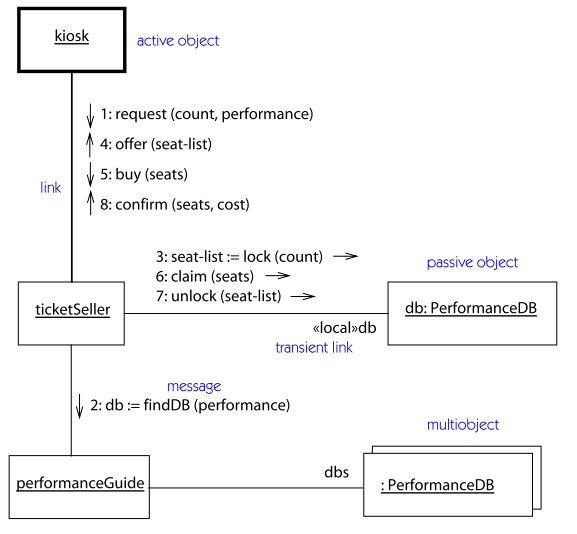 kiosk
active object
1: request (count, performance)
4: offer (seat-list)
5: buy (seats)
link
8: confirm (seats, cost)
3: seat-list := lock (count)
6: claim (seats)
7: unlock (seat-list)
passive object
ticketSeller
db: PerformanceDB
«local»db
transient link
message
2: db := findDB (performance)
multiobject
performanceGuide
dbs
: PerformanceDB